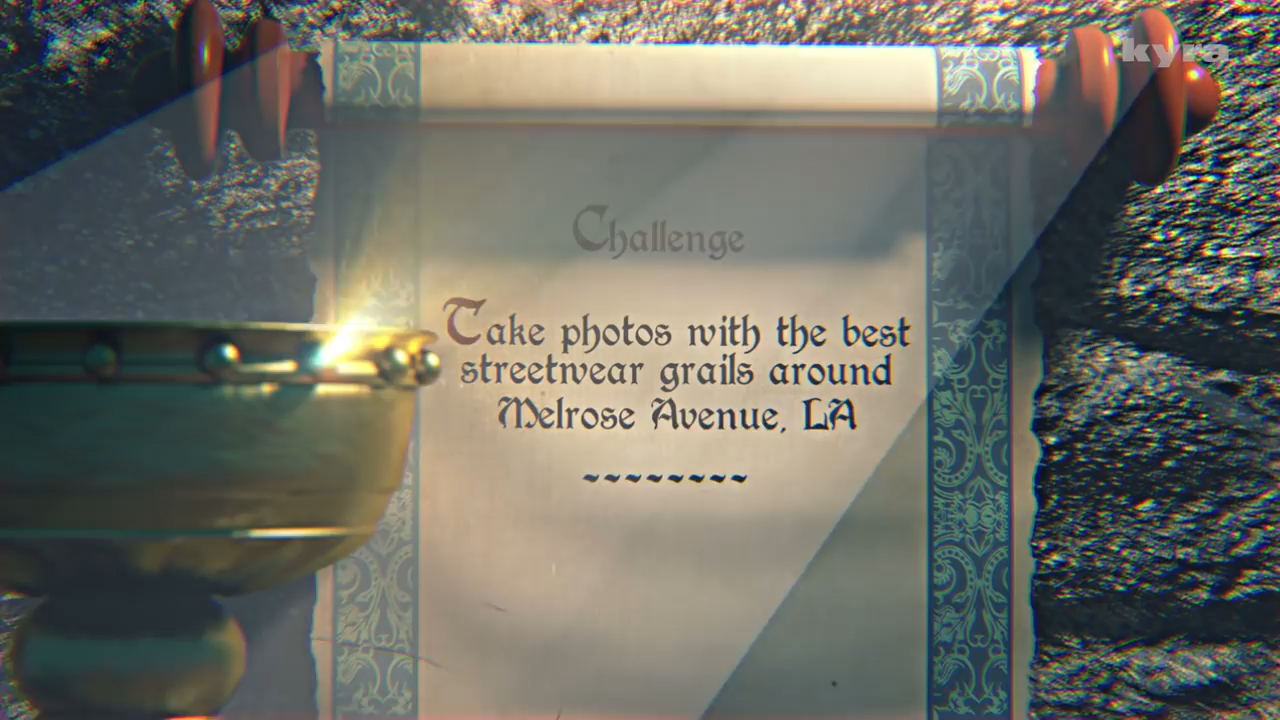 kyra
Challenge
Take photos with the best
streetwear grails around
Melrose Avenue, LA
~~~~~~~~